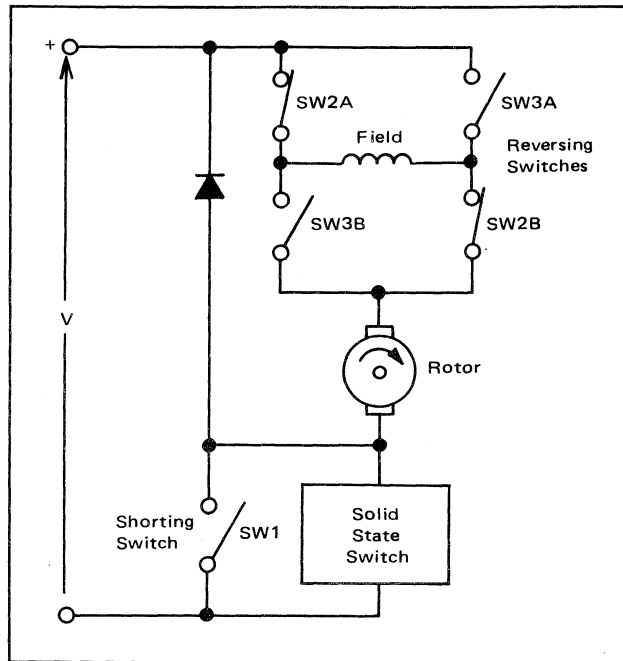 +
SW2A
SW3A
Field
Reversing
Switches
SW3B
SW2B
V
Rotor
Shorting
Switch
SW1
Solid
State
Switch